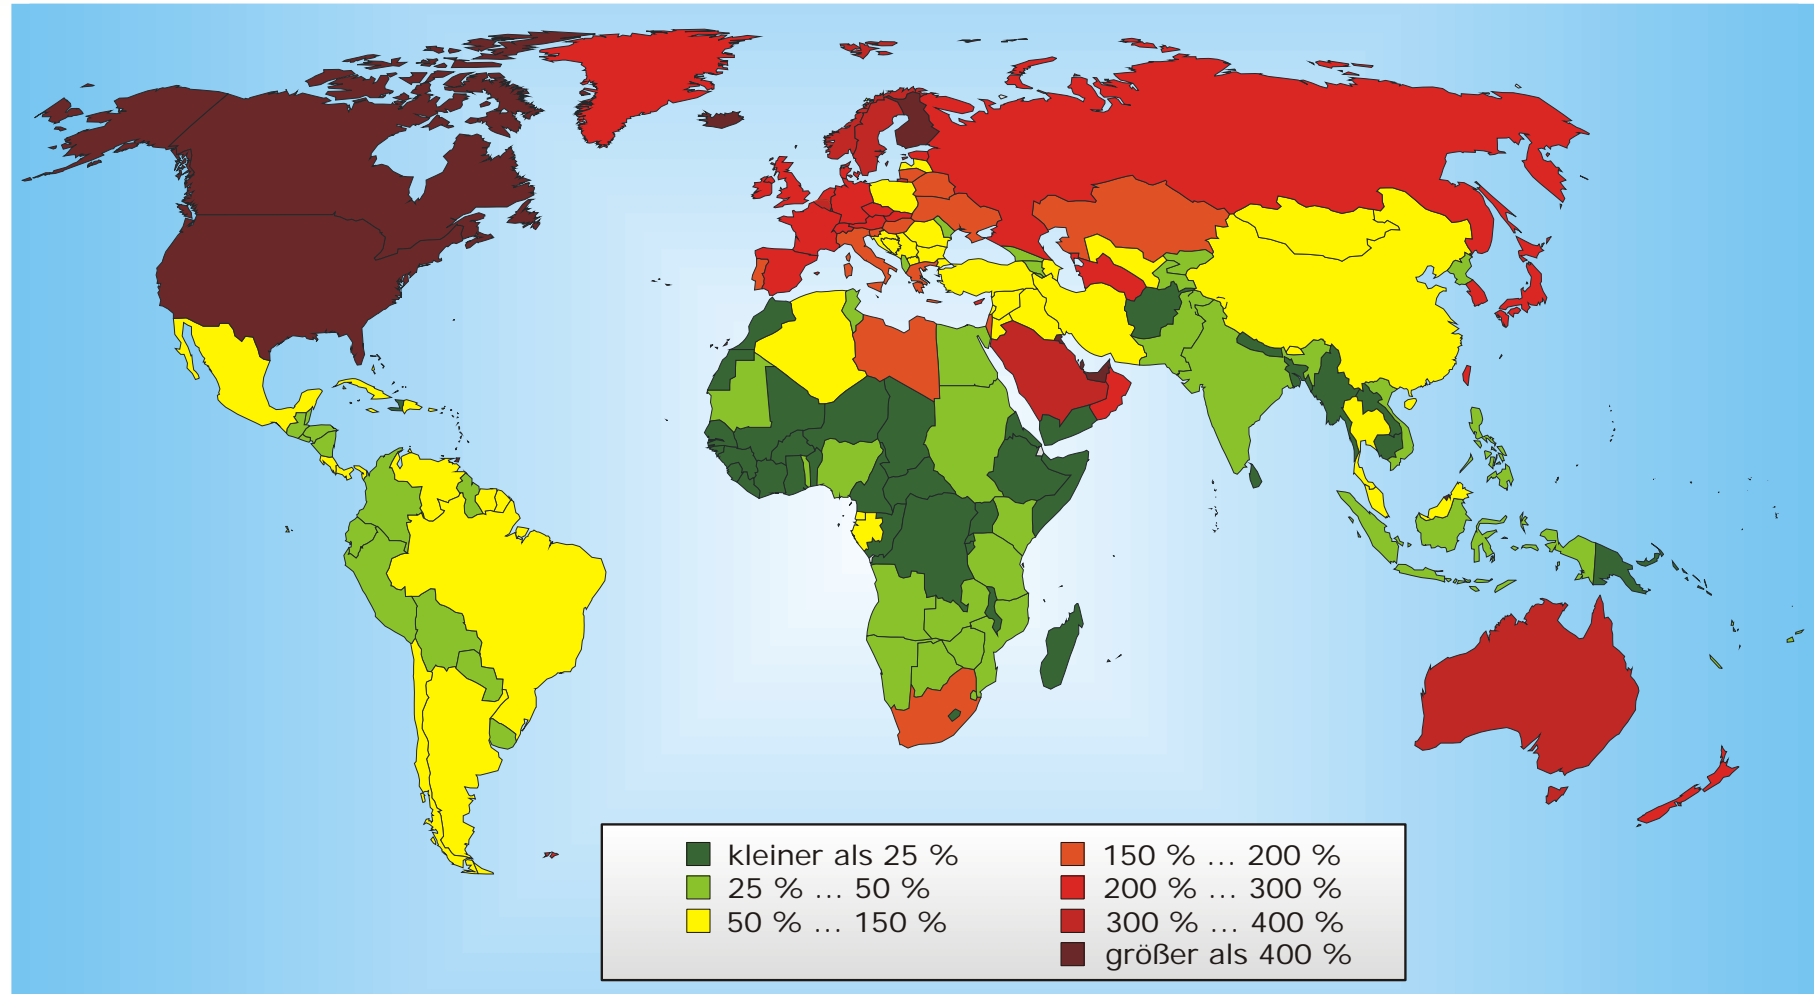 kleiner als 25 %
25 % ... 50 %
50 % ... 150 %
150 % ... 200 %
200 % ... 300 %
300 % ... 400 %
größer als 400 %